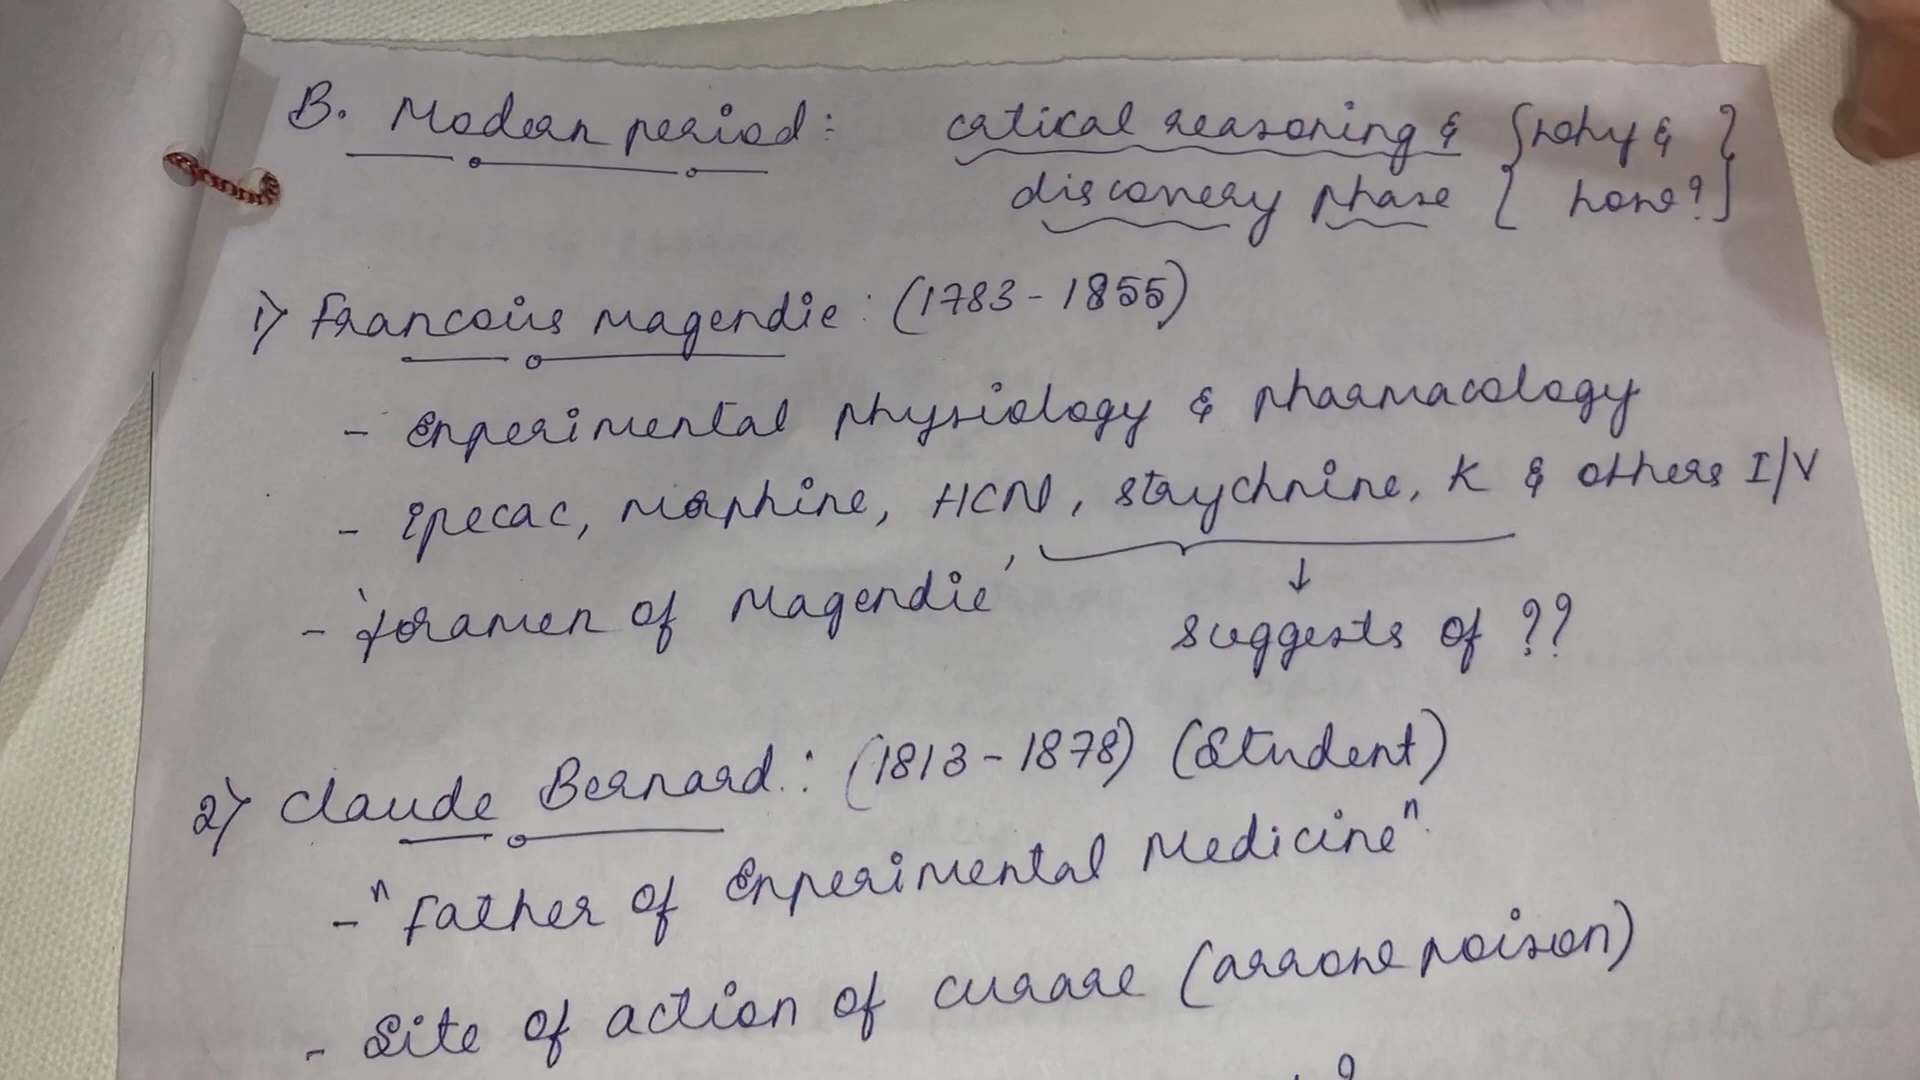 B. Modern period: critical reasoning & {why &
discovery phase { how?}
1) Francois Magendie: (1783-1855)
- Experimental physiology & pharmacology
- Ipecac, Morphine, HCN, strychnine, K & others I/V
- 'foramen of Magendie'
↓
suggests of ??
2) Claude Bernard: (1813-1878) (Student)
- "Father of Experimental Medicine"
- Site of action of curare (arrow poison)